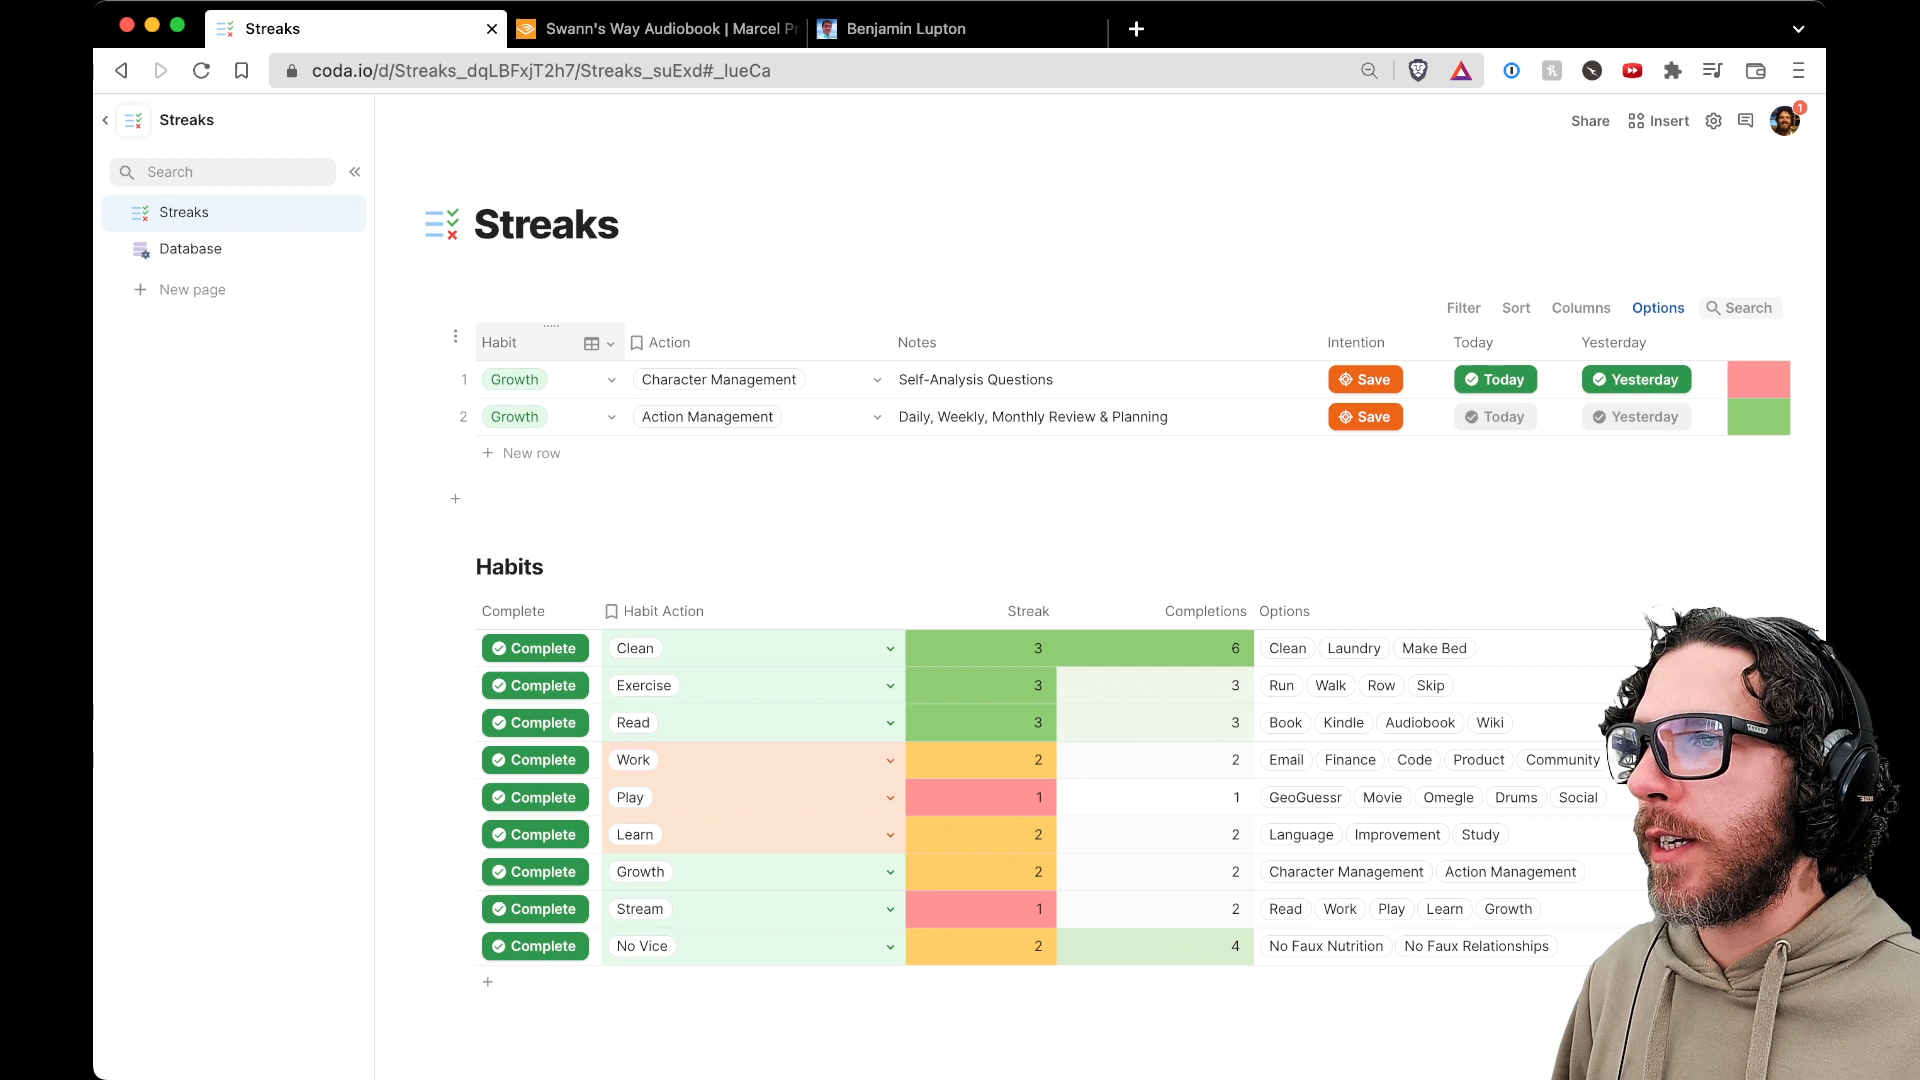 Streaks
Swann's Way Audiobook | Marcel Pr
Benjamin Lupton
coda.io/d/Streaks_dqLBFxjT2h7/Streaks_suExd#_lueCa
Streaks
Share
Insert
1
Search
Streaks
Database
New page
Streaks
Filter Sort Columns Options Search
Habit Action Notes Intention Today Yesterday
1 Growth Character Management Self-Analysis Questions Save Today Yesterday
2 Growth Action Management Daily, Weekly, Monthly Review & Planning Save Today Yesterday
New row
Habits
Complete Habit Action Streak Completions Options
Complete Clean 3 6 Clean Laundry Make Bed
Complete Exercise 3 3 Run Walk Row Skip
Complete Read 3 3 Book Kindle Audiobook Wiki
Complete Work 2 2 Email Finance Code Product Community
Complete Play 1 1 GeoGuessr Movie Omegle Drums Social
Complete Learn 2 2 Language Improvement Study
Complete Growth 2 2 Character Management Action Management
Complete Stream 1 2 Read Work Play Learn Growth
Complete No Vice 2 4 No Faux Nutrition No Faux Relationships